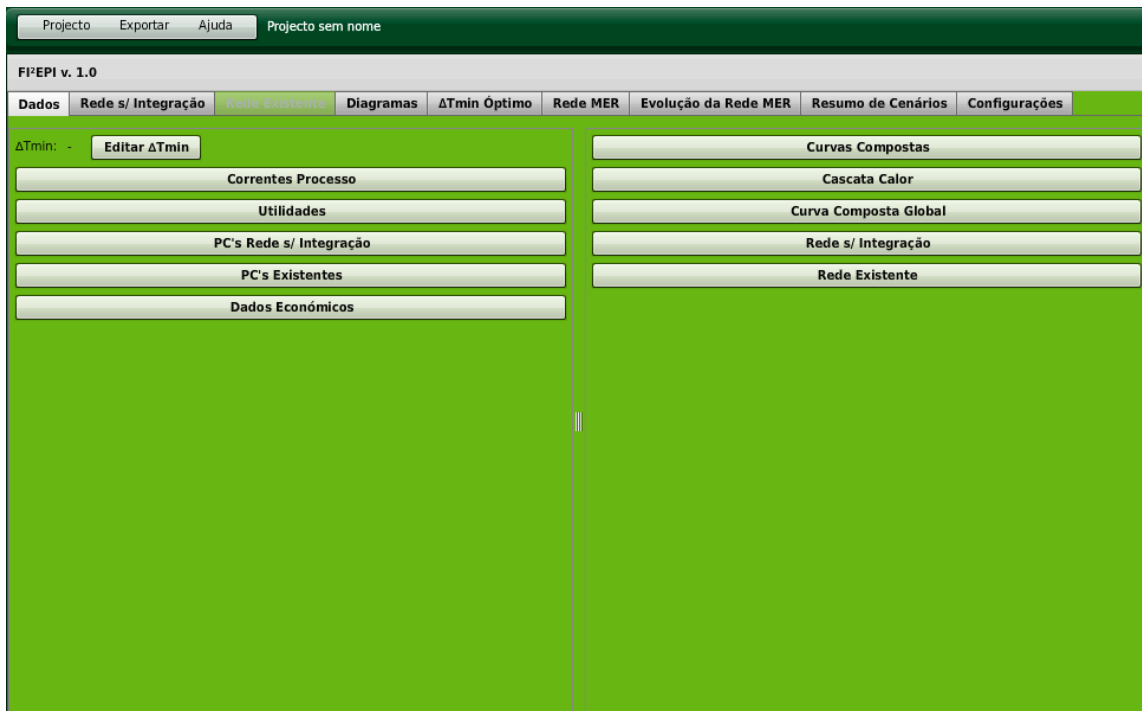 Projecto Exportar Ajuda Projecto sem nome
FI²EPI v. 1.0
Dados Rede s/ Integração Rede Existente Diagramas ΔTmin Óptimo Rede MER Evolução da Rede MER Resumo de Cenários Configurações
ΔTmin: - Editar ΔTmin
Correntes Processo
Utilidades
PC's Rede s/ Integração
PC's Existentes
Dados Económicos
Curvas Compostas
Cascata Calor
Curva Composta Global
Rede s/ Integração
Rede Existente